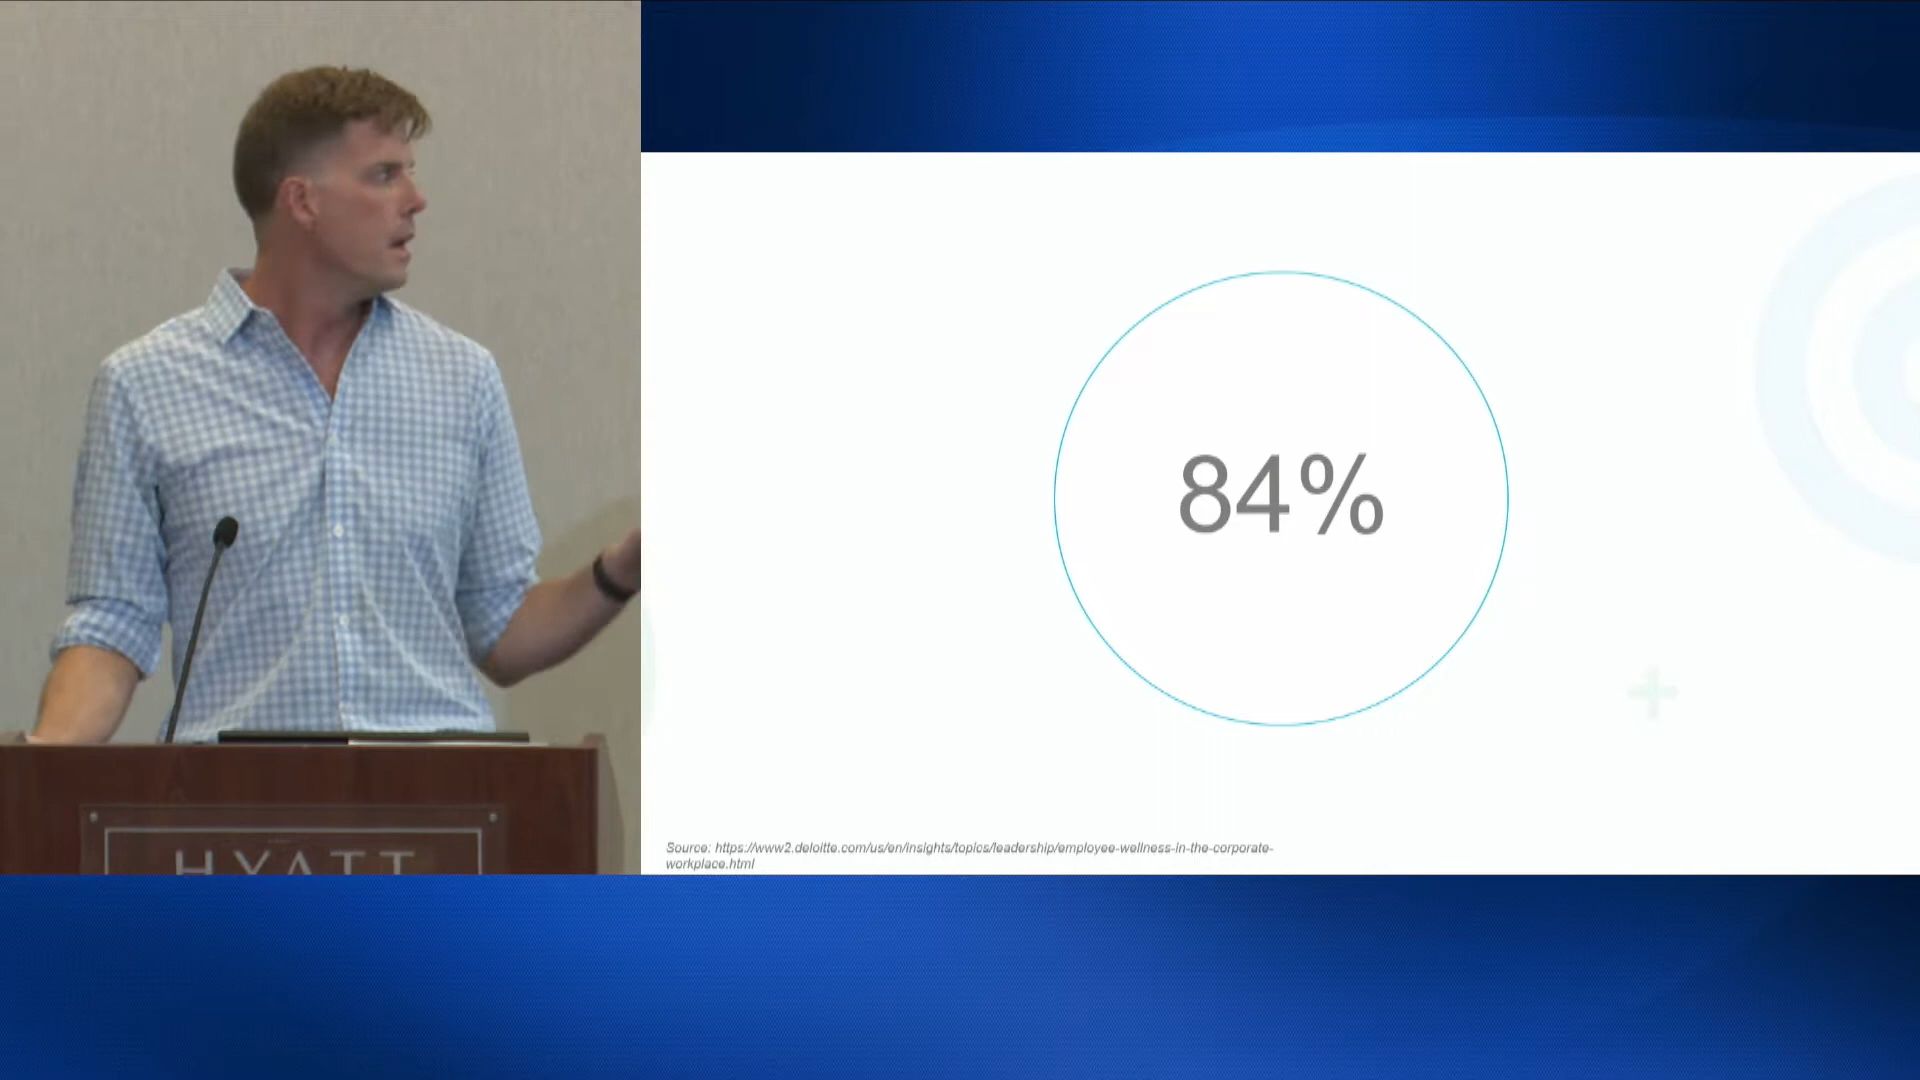 84%
Source: https://www2.deloitte.com/us/en/insights/topics/leadership/employee-wellness-in-the-corporate-
workplace.html
HYATT